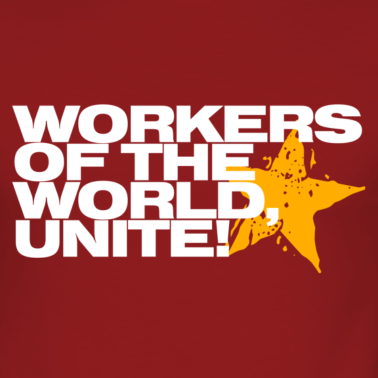 WORKERS
OF THE
WORLD,
UNITE!